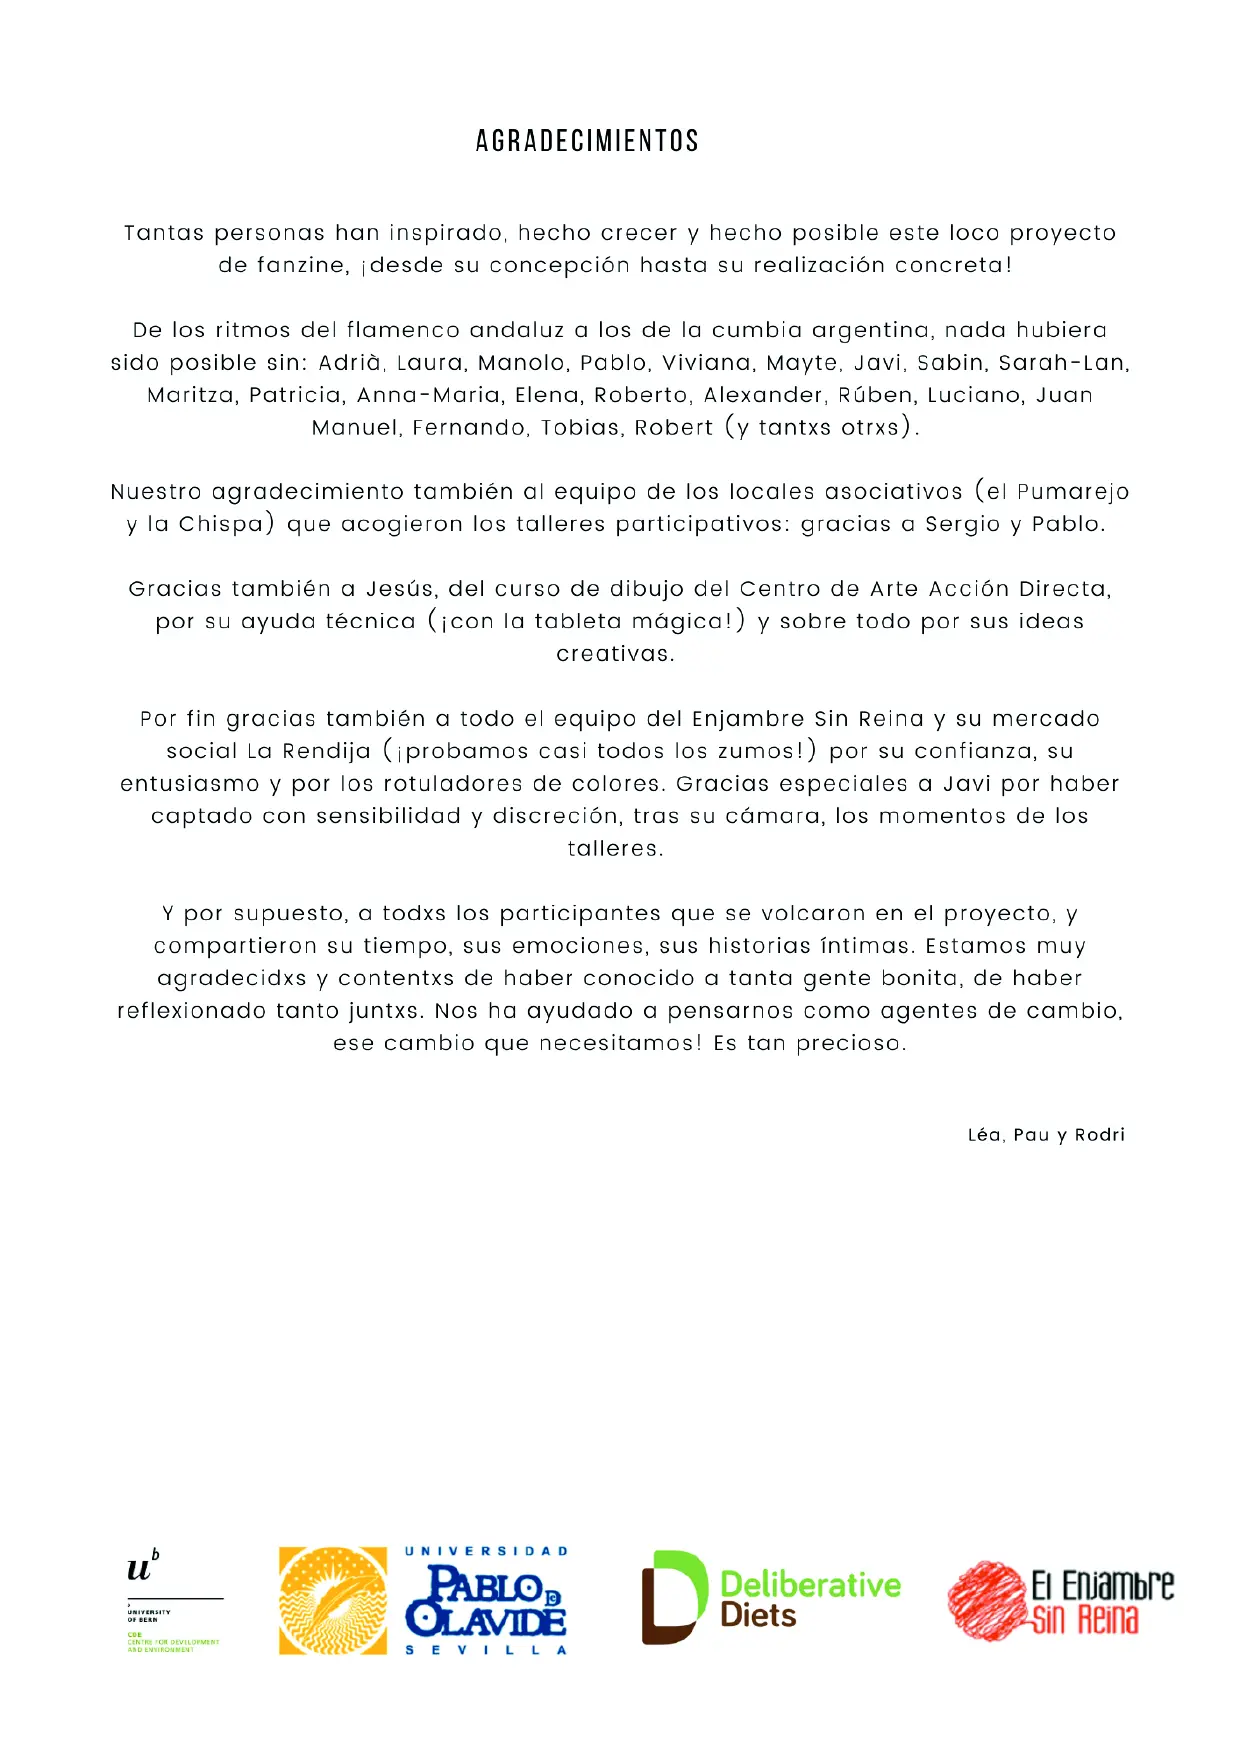 AGRADECIMIENTOS
Tantas personas han inspirado, hecho crecer y hecho posible este loco proyecto
de fanzine, ¡desde su concepción hasta su realización concreta!
De los ritmos del flamenco andaluz a los de la cumbia argentina, nada hubiera
sido posible sin: Adrià, Laura, Manolo, Pablo, Viviana, Mayte, Javi, Sabin, Sarah-Lan,
Maritza, Patricia, Anna-Maria, Elena, Roberto, Alexander, Rúben, Luciano, Juan
Manuel, Fernando, Tobias, Robert (y tantxs otrxs).
Nuestro agradecimiento también al equipo de los locales asociativos (el Pumarejo
y la Chispa) que acogieron los talleres participativos: gracias a Sergio y Pablo.
Gracias también a Jesús, del curso de dibujo del Centro de Arte Acción Directa,
por su ayuda técnica (¡con la tableta mágica!) y sobre todo por sus ideas
creativas.
Por fin gracias también a todo el equipo del Enjambre Sin Reina y su mercado
social La Rendija (¡probamos casi todos los zumos!) por su confianza, su
entusiasmo y por los rotuladores de colores. Gracias especiales a Javi por haber
captado con sensibilidad y discreción, tras su cámara, los momentos de los
talleres.
Y por supuesto, a todxs los participantes que se volcaron en el proyecto, y
compartieron su tiempo, sus emociones, sus historias íntimas. Estamos muy
agradecidxs y contentxs de haber conocido a tanta gente bonita, de haber
reflexionado tanto juntxs. Nos ha ayudado a pensarnos como agentes de cambio,
ese cambio que necesitamos! Es tan precioso.
Léa, Pau y Rodri
u b
UNIVERSITY
OF BERN
CDE
CENTRE FOR DEVELOPMENT
AND ENVIRONMENT
UNIVERSIDAD
PABLO DE
OLAVIDE
SEVILLA
Deliberative
Diets
El Enjambre
Sin Reina